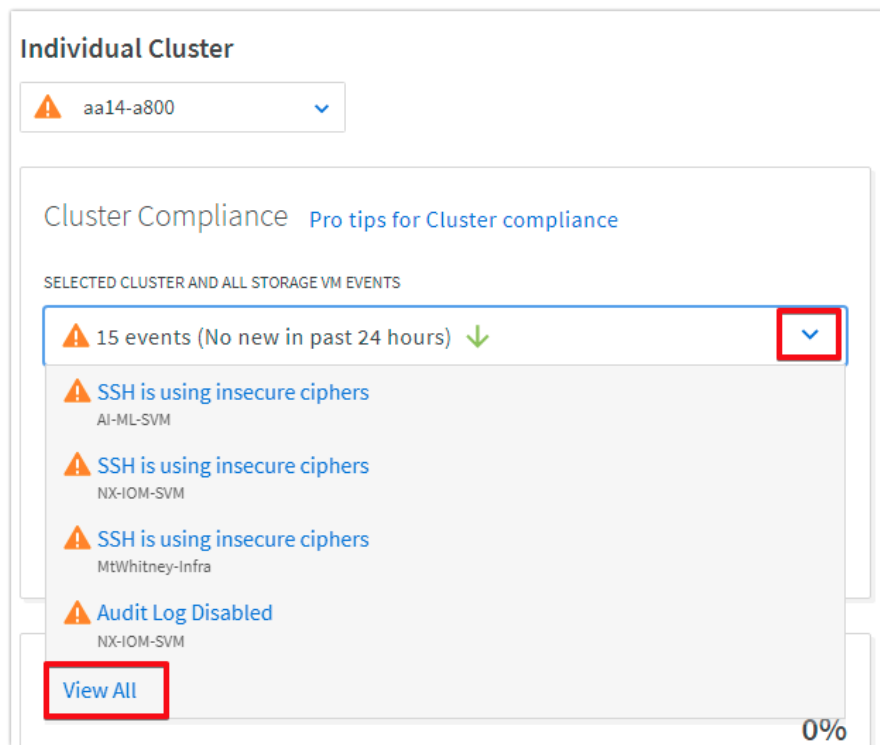 Individual Cluster
aa14-a800
Cluster Compliance Pro tips for Cluster compliance
SELECTED CLUSTER AND ALL STORAGE VM EVENTS
15 events (No new in past 24 hours)
SSH is using insecure ciphers
AI-ML-SVM
SSH is using insecure ciphers
NX-IOM-SVM
SSH is using insecure ciphers
MtWhitney-Infra
Audit Log Disabled
NX-IOM-SVM
View All
0%